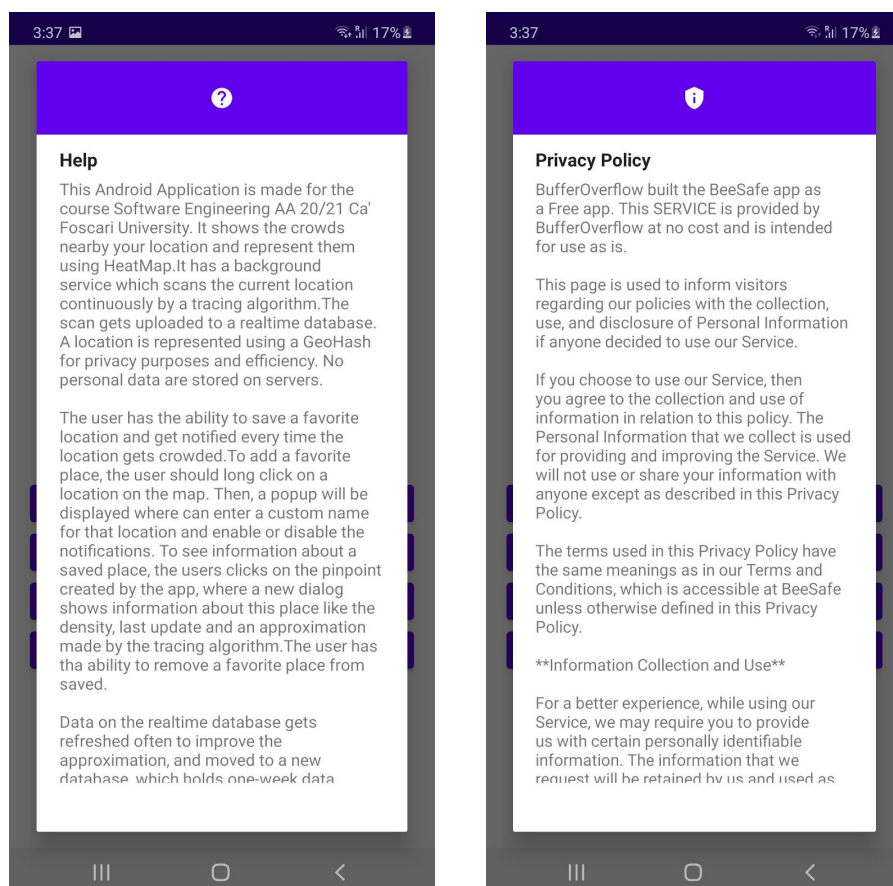 3:37
17%
Help
This Android Application is made for the
course Software Engineering AA 20/21 Ca'
Foscari University. It shows the crowds
nearby your location and represent them
using HeatMap.It has a background
service which scans the current location
continuously by a tracing algorithm.The
scan gets uploaded to a realtime database.
A location is represented using a GeoHash
for privacy purposes and efficiency. No
personal data are stored on servers.
The user has the ability to save a favorite
location and get notified every time the
location gets crowded.To add a favorite
place, the user should long click on a
location on the map. Then, a popup will be
displayed where can enter a custom name
for that location and enable or disable the
notifications. To see information about a
saved place, the users clicks on the pinpoint
created by the app, where a new dialog
shows information about this place like the
density, last update and an approximation
made by the tracing algorithm.The user has
tha ability to remove a favorite place from
saved.
Data on the realtime database gets
refreshed often to improve the
approximation, and moved to a new
database, which holds one-week data
3:37
17%
Privacy Policy
BufferOverflow built the BeeSafe app as
a Free app. This SERVICE is provided by
BufferOverflow at no cost and is intended
for use as is.
This page is used to inform visitors
regarding our policies with the collection,
use, and disclosure of Personal Information
if anyone decided to use our Service.
If you choose to use our Service, then
you agree to the collection and use of
information in relation to this policy. The
Personal Information that we collect is used
for providing and improving the Service. We
will not use or share your information with
anyone except as described in this Privacy
Policy.
The terms used in this Privacy Policy have
the same meanings as in our Terms and
Conditions, which is accessible at BeeSafe
unless otherwise defined in this Privacy
Policy.
**Information Collection and Use**
For a better experience, while using our
Service, we may require you to provide
us with certain personally identifiable
information. The information that we
request will be retained by us and used as